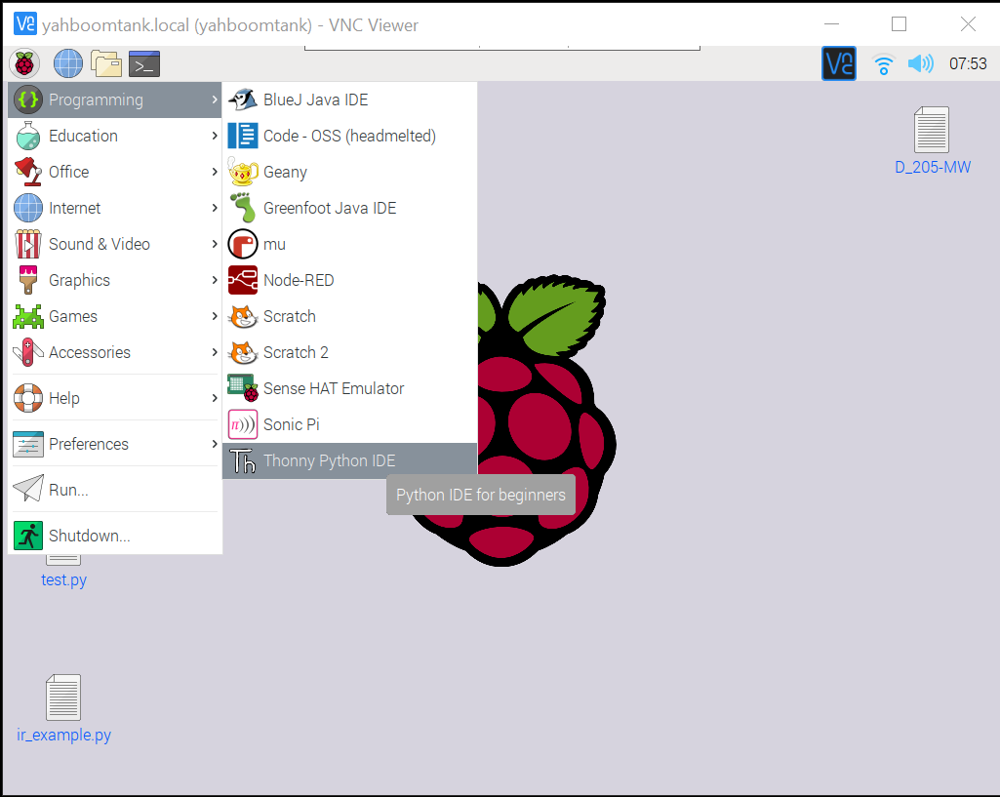 yahboomtank.local (yahboomtank) - VNC Viewer
07:53
Programming
Education
Office
Internet
Sound & Video
Graphics
Games
Accessories
Help
Preferences
Run...
Shutdown...
BlueJ Java IDE
Code - OSS (headmelted)
Geany
Greenfoot Java IDE
mu
Node-RED
Scratch
Scratch 2
Sense HAT Emulator
Sonic Pi
Thonny Python IDE
Python IDE for beginners
D_205-MW
test.py
ir_example.py